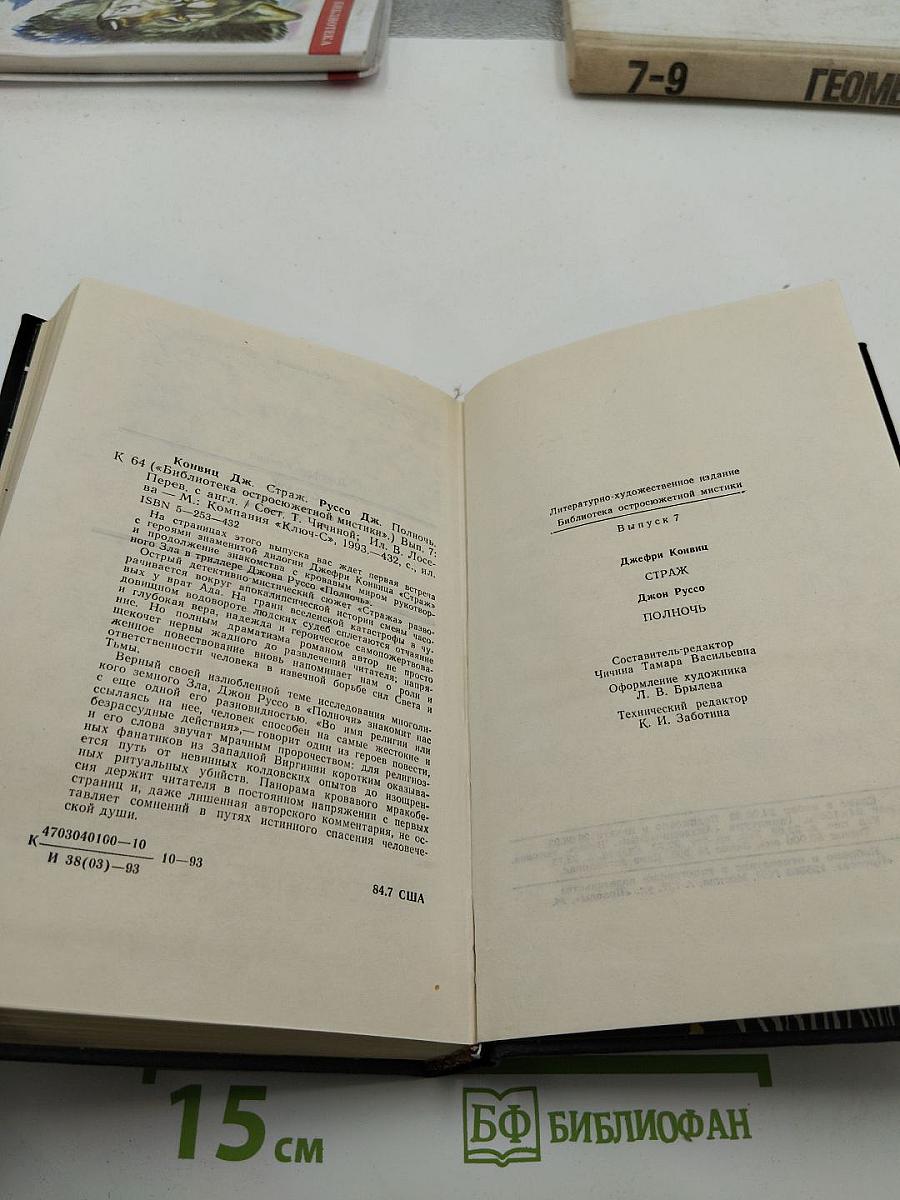 БИБЛИОТЕКА
7-9
ГЕОМЕ
Конвиц Дж. Страж. Руссо Дж. Полночь.
К 64 («Библиотека остросюжетной мистики».) Вып. 7:
Перев. с англ. / Сост. Т. Чичиной; Ил. В. Лосе-
ва — М.: Компания «Ключ-С», 1993.—432, с., ил.
ISBN 5—253—432
На страницах этого выпуска вас ждет первая встреча
с героями знаменитой дилогии Джефри Конвица «Страж»
и продолжение знакомства с кровавым миром рукотвор-
ного Зла в триллере Джона Руссо «Полночь».
Острый детективно-мистический сюжет «Стража» разво-
рачивается вокруг апокалипсической истории смены часо-
вых у врат Ада. На грани вселенской катастрофы в чу-
довищном водовороте людских судеб сплетаются отчаяние
и глубокая вера, надежда и героическое самопожертвова-
ние. Но полным драматизма романом автор не просто
щекочет нервы жадного до развлечений читателя; напря-
женное повествование вновь напоминает нам о роли и
ответственности человека в извечной борьбе сил Света и
Тьмы.
Верный своей излюбленной теме исследования многоли-
кого земного Зла, Джон Руссо в «Полночи» знакомит нас
с еще одной его разновидностью. «Во имя религии или
ссылаясь на нее, человек способен на самые жестокие и
безрассудные действия»,— говорит один из героев повести,
и его слова звучат мрачным пророчеством: для религиоз-
ных фанатиков из Западной Виргинии коротким оказыва-
ется путь от невинных колдовских опытов до изощрен-
ных ритуальных убийств. Панорама кровавого мракобе-
сия держит читателя в постоянном напряжении с первых
страниц и, даже лишенная авторского комментария, не ос-
тавляет сомнений в путях истинного спасения человече-
ской души.
К 4703040100—10
И 38(03)—93
10—93
84.7 США
Литературно-художественное издание
Библиотека остросюжетной мистики
Выпуск 7
Джефри Конвиц
СТРАЖ
Джон Руссо
ПОЛНОЧЬ
Составитель-редактор
Чичина Тамара Васильевна
Оформление художника
Л. В. Брылева
Технический редактор
К. И. Заботина
15 см
БФ БИБЛИОФАН